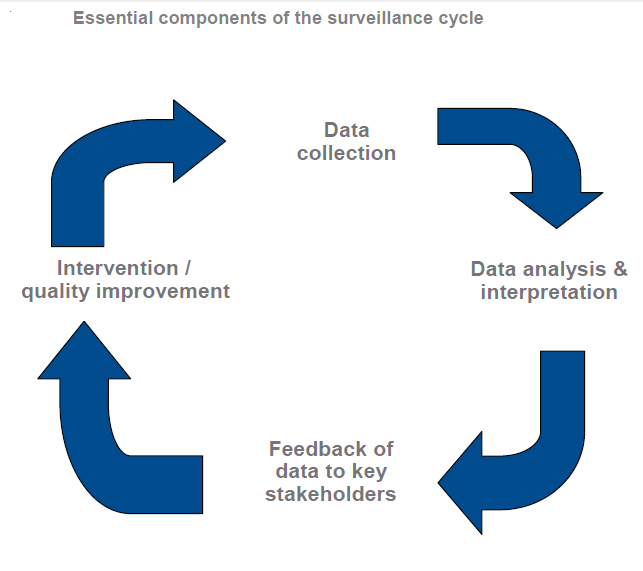 Essential components of the surveillance cycle
Data
collection
Data analysis &
interpretation
Feedback of
data to key
stakeholders
Intervention /
quality improvement